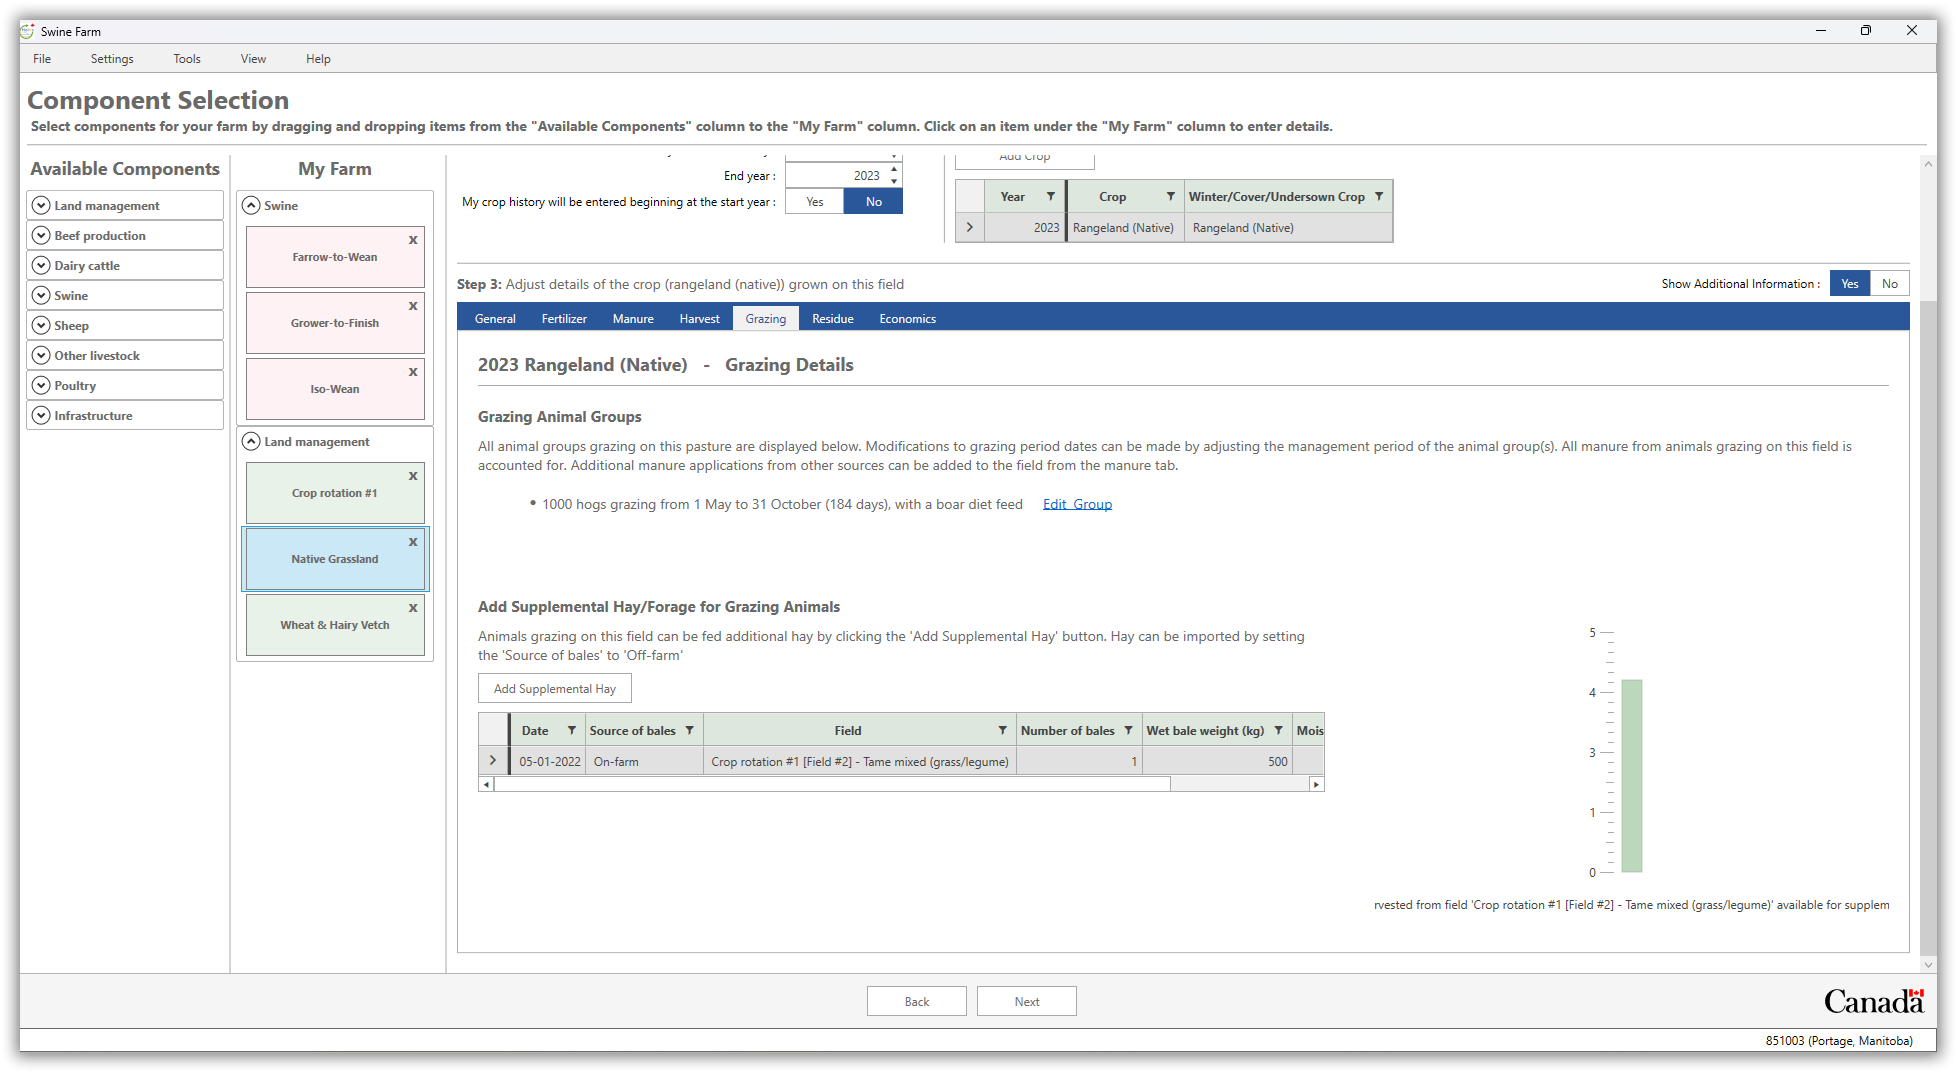 Swine Farm
File Settings Tools View Help
Component Selection
Select components for your farm by dragging and dropping items from the "Available Components" column to the "My Farm" column. Click on an item under the "My Farm" column to enter details.
Available Components
Land management
Beef production
Dairy cattle
Swine
Sheep
Other livestock
Poultry
Infrastructure
My Farm
Swine
Farrow-to-Wean x
Grower-to-Finish x
Iso-Wean x
Land management
Crop rotation #1 x
Native Grassland x
Wheat & Hairy Vetch x
End year : 2023
My crop history will be entered beginning at the start year : Yes No
Add Crop
Year Crop Winter/Cover/Undersown Crop
2023 Rangeland (Native) Rangeland (Native)
Step 3: Adjust details of the crop (rangeland (native)) grown on this field
Show Additional Information : Yes No
General Fertilizer Manure Harvest Grazing Residue Economics
2023 Rangeland (Native) - Grazing Details
Grazing Animal Groups
All animal groups grazing on this pasture are displayed below. Modifications to grazing period dates can be made by adjusting the management period of the animal group(s). All manure from animals grazing on this field is
accounted for. Additional manure applications from other sources can be added to the field from the manure tab.
• 1000 hogs grazing from 1 May to 31 October (184 days), with a boar diet feed Edit Group
Add Supplemental Hay/Forage for Grazing Animals
Animals grazing on this field can be fed additional hay by clicking the 'Add Supplemental Hay' button. Hay can be imported by setting
the 'Source of bales' to 'Off-farm'
Add Supplemental Hay
Date Source of bales Field Number of bales Wet bale weight (kg) Mois
05-01-2022 On-farm Crop rotation #1 [Field #2] - Tame mixed (grass/legume) 1 500
5
4
3
1
0
rvested from field 'Crop rotation #1 [Field #2] - Tame mixed (grass/legume)' available for supplem
Back Next
Canada
851003 (Portage, Manitoba)